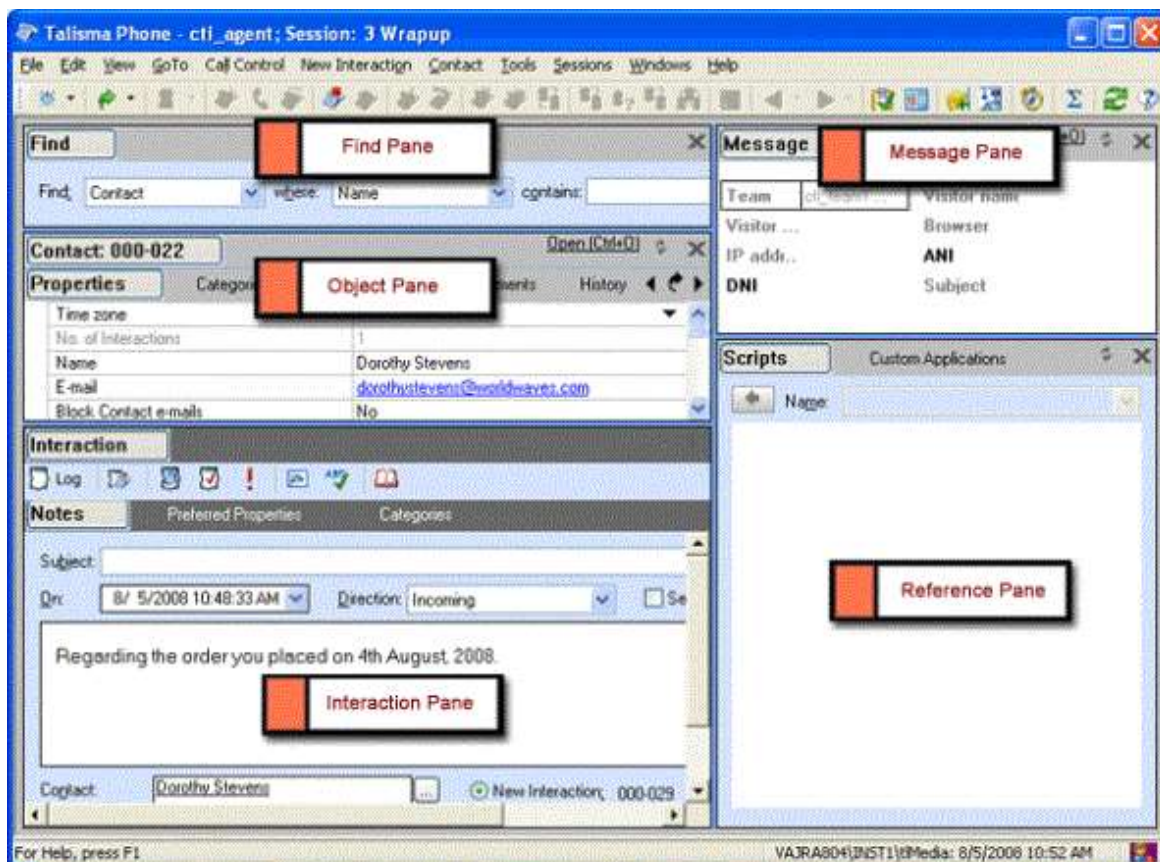 Talisma Phone - cti_agent; Session: 3 Wrapup
File Edit View GoTo Call Control New Interaction Contact Tools Sessions Windows Help
Find
Find Pane
Find: Contact where: Name contains:
Contact: 000-022 Open (Ctrl+O)
Properties History
Object Pane
Time zone
No. of Interactions 1
Name Dorothy Stevens
E-mail dorothystevens@worldwaves.com
Block Contact e-mails No
Interaction
Log
Notes Preferred Properties Categories
Subject:
On: 8/ 5/2008 10:48:33 AM Direction: Incoming Se
Regarding the order you placed on 4th August, 2008.
Interaction Pane
Contact: Dorothy Stevens ... New Interaction; 000-029
Message
Message Pane
Team Visitor name
Visitor ... Browser
IP addr.. ANI
DNI Subject
Scripts Custom Applications
Name:
Reference Pane
For Help, press F1 VAJRA804\INST1\tlMedia: 8/5/2008 10:52 AM